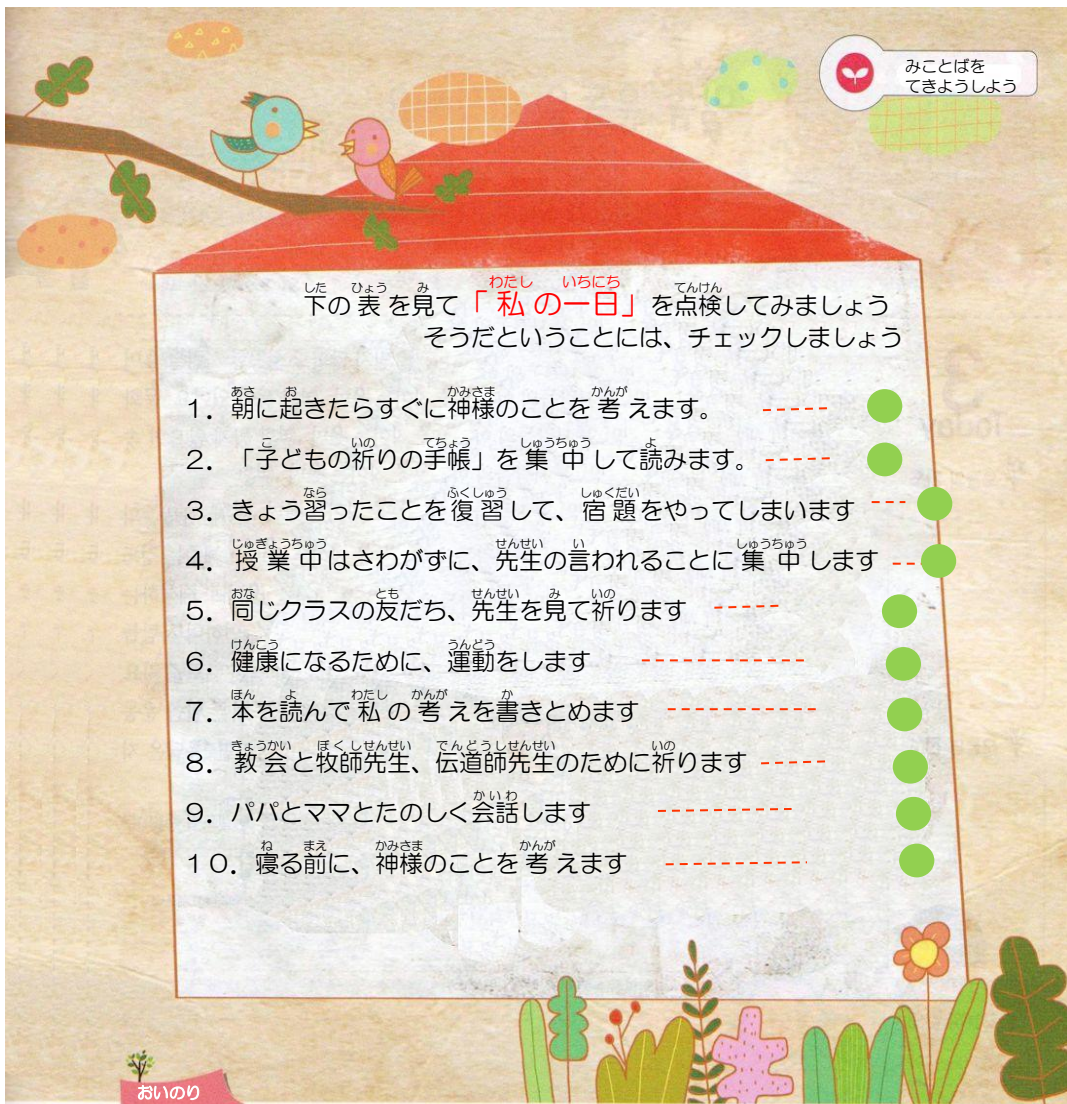 みことばを
てきようしよう
下の表を見て「私の一日」を点検してみましょう
そうだということには、チェックしましょう
1．朝に起きたらすぐに神様のことを考えます。
2．「子どもの祈りの手帳」を集中して読みます。
3．きょう習ったことを復習して、宿題をやってしまいます
4．授業中はさわがずに、先生の言われることに集中します
5．同じクラスの友だち、先生を見て祈ります
6．健康になるために、運動をします
7．本を読んで私の考えを書きとめます
8．教会と牧師先生、伝道師先生のために祈ります
9．パパとママとたのしく会話します
10．寝る前に、神様のことを考えます
おいのり